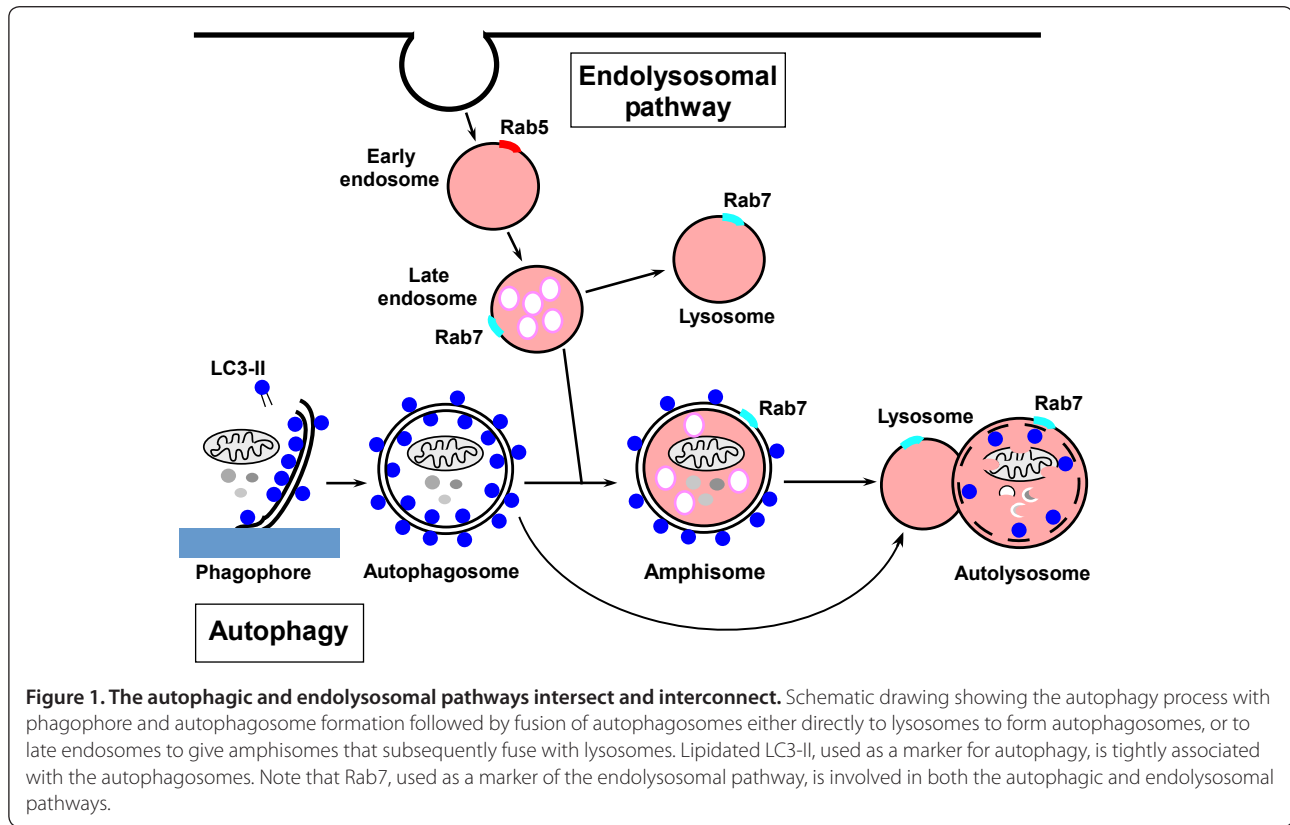 Endolysosomal
pathway
Rab5
Early
endosome
Rab7
Late
endosome
Rab7
Lysosome
LC3-II
Rab7
Lysosome
Rab7
Phagophore
Autophagosome
Amphisome
Autolysosome
Autophagy
Figure 1. The autophagic and endolysosomal pathways intersect and interconnect. Schematic drawing showing the autophagy process with
phagophore and autophagosome formation followed by fusion of autophagosomes either directly to lysosomes to form autophagosomes, or to
late endosomes to give amphisomes that subsequently fuse with lysosomes. Lipidated LC3-II, used as a marker for autophagy, is tightly associated
with the autophagosomes. Note that Rab7, used as a marker of the endolysosomal pathway, is involved in both the autophagic and endolysosomal
pathways.